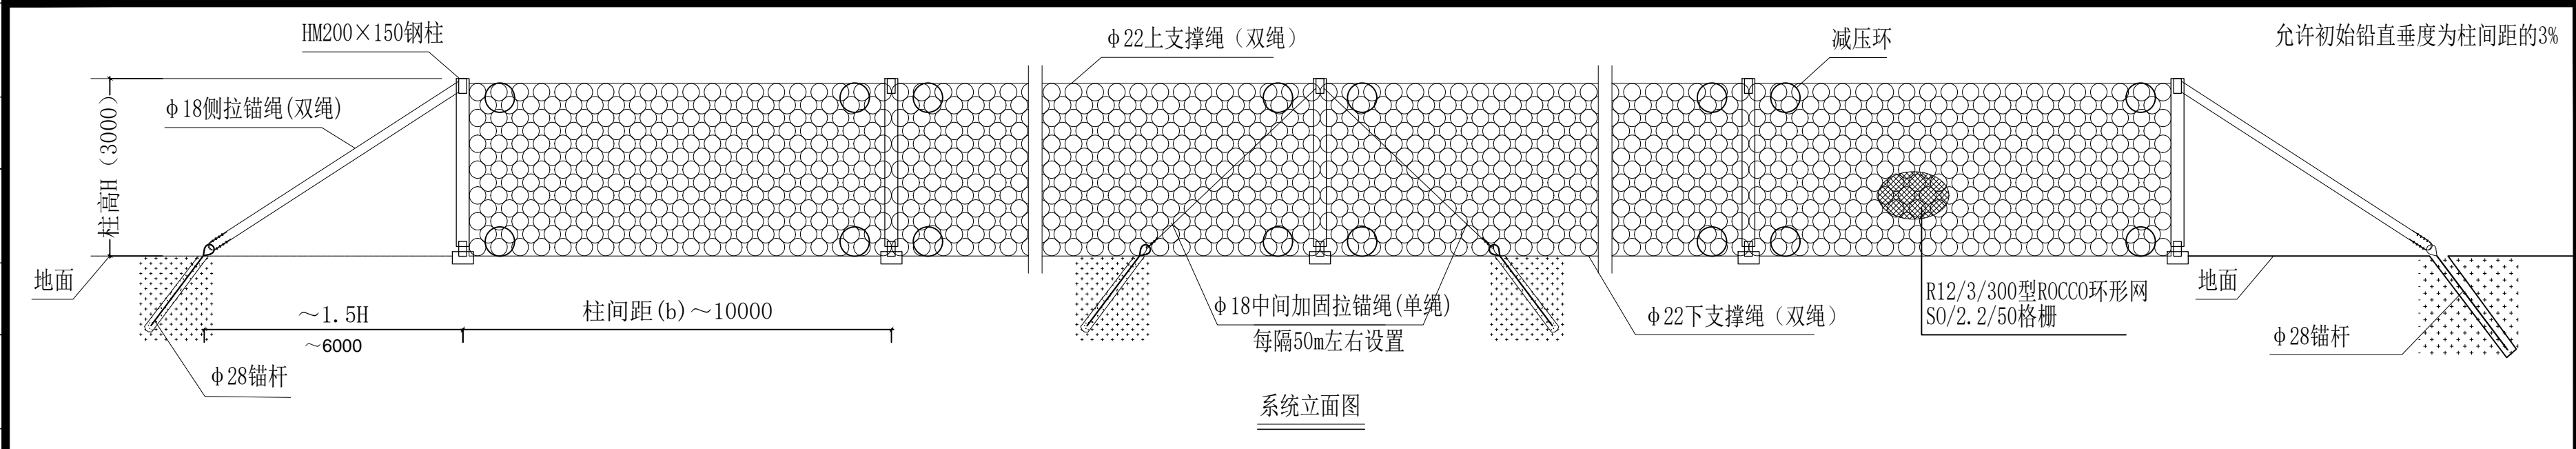 HM200×150钢柱
φ22上支撑绳（双绳）
减压环
允许初始铅直垂度为柱间距的3%
φ18侧拉锚绳(双绳)
柱高H（3000）
地面
～1.5H
～6000
柱间距(b)～10000
φ28锚杆
φ18中间加固拉锚绳(单绳)
每隔50m左右设置
φ22下支撑绳（双绳）
R12/3/300型ROCCO环形网
SO/2.2/50格栅
地面
φ28锚杆
系统立面图